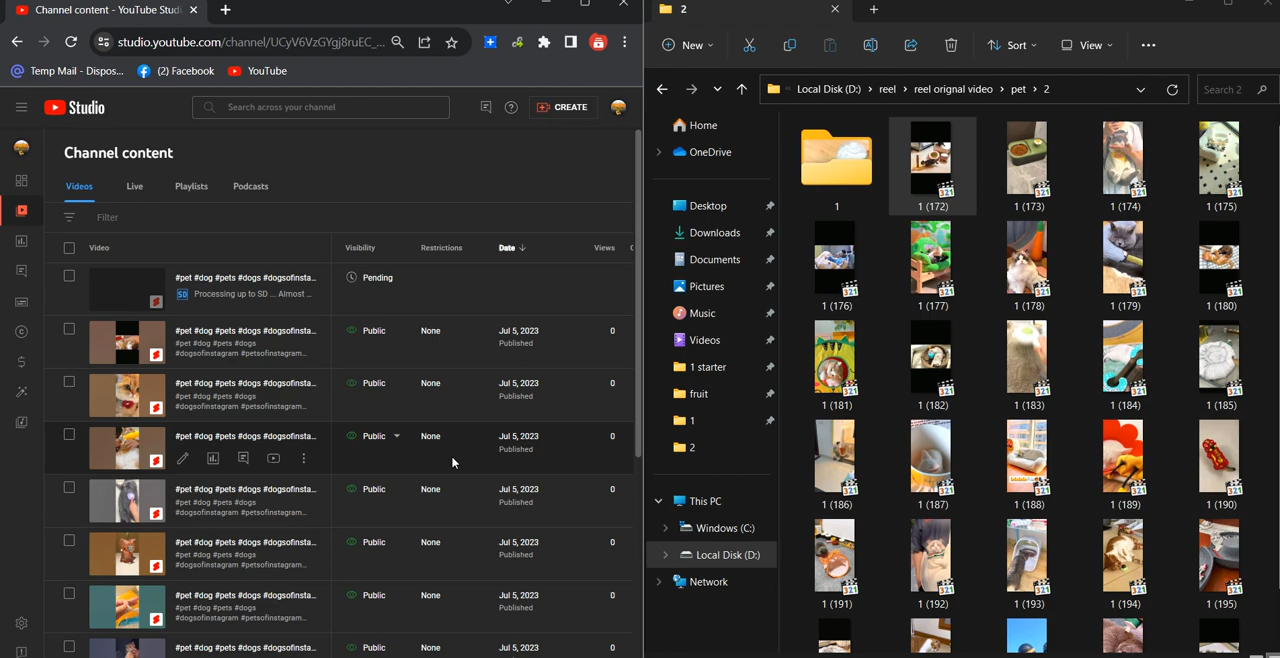 Channel content - YouTube Studi
studio.youtube.com/channel/UCyV6VzGYgj8ruEC_...
Temp Mail - Dispos...
(2) Facebook
YouTube
Studio
Search across your channel
CREATE
Channel content
Videos
Live
Playlists
Podcasts
Filter
Video
Visibility
Restrictions
Date
Views
#pet #dog #pets #dogs #dogsofinsta...
SD Processing up to SD ... Almost ...
Pending
#pet #dog #pets #dogs #dogsofinsta...
#pet #dog #pets #dogs
#dogsofinstagram #petsofinstagram...
Public
None
Jul 5, 2023
Published
0
#pet #dog #pets #dogs #dogsofinsta...
#pet #dog #pets #dogs
#dogsofinstagram #petsofinstagram...
Public
None
Jul 5, 2023
Published
0
#pet #dog #pets #dogs #dogsofinsta...
Public
None
Jul 5, 2023
Published
0
#pet #dog #pets #dogs #dogsofinsta...
#pet #dog #pets #dogs
#dogsofinstagram #petsofinstagram...
Public
None
Jul 5, 2023
Published
0
#pet #dog #pets #dogs #dogsofinsta...
#pet #dog #pets #dogs
#dogsofinstagram #petsofinstagram...
Public
None
Jul 5, 2023
Published
0
#pet #dog #pets #dogs #dogsofinsta...
#pet #dog #pets #dogs
#dogsofinstagram #petsofinstagram...
Public
None
Jul 5, 2023
Published
0
#pet #dog #pets #dogs #dogsofinsta...
Public
None
Jul 5, 2023
0
2
New
Sort
View
Local Disk (D:) › reel › reel orignal video › pet › 2
Search 2
Home
OneDrive
Desktop
Downloads
Documents
Pictures
Music
Videos
1 starter
fruit
1
2
This PC
Windows (C:)
Local Disk (D:)
Network
1
1 (172)
1 (173)
1 (174)
1 (175)
1 (176)
1 (177)
1 (178)
1 (179)
1 (180)
1 (181)
1 (182)
1 (183)
1 (184)
1 (185)
1 (186)
1 (187)
1 (188)
1 (189)
1 (190)
1 (191)
1 (192)
1 (193)
1 (194)
1 (195)